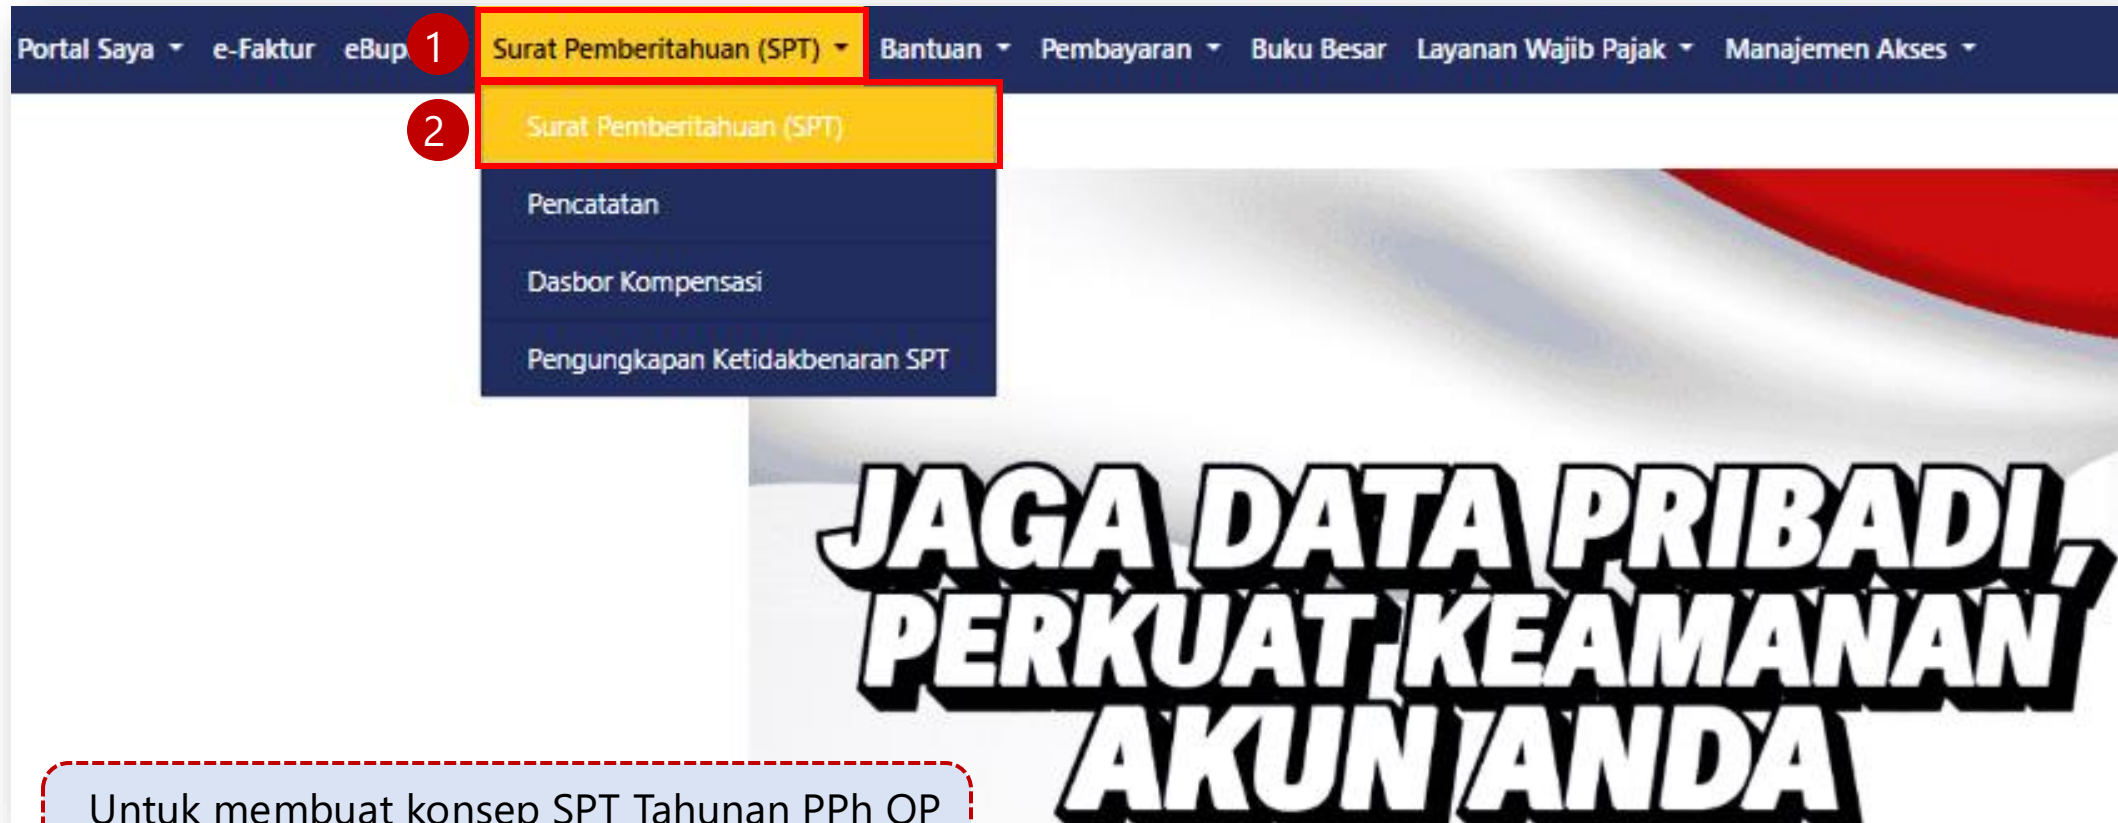 Portal Saya e-Faktur eBup 1 Surat Pemberitahuan (SPT) Bantuan Pembayaran Buku Besar Layanan Wajib Pajak Manajemen Akses
2 Surat Pemberitahuan (SPT)
Pencatatan
Dasbor Kompensasi
Pengungkapan Ketidakbenaran SPT
JAGA DATA PRIBADI,
PERKUAT KEAMANAN
AKUN ANDA
Untuk membuat konsep SPT Tahunan PPh OP